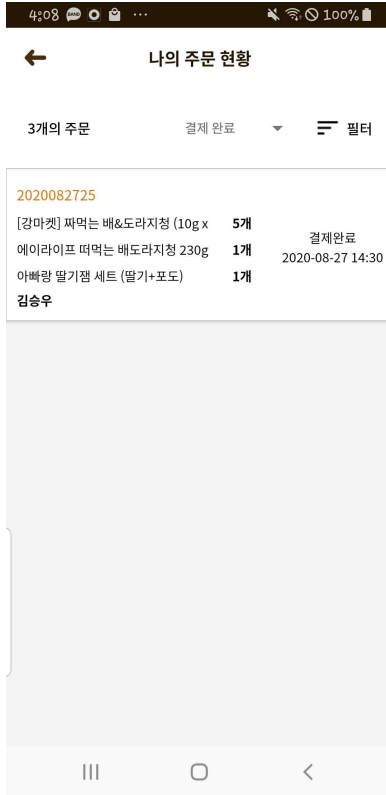 4:08 BAND ... 100%
나의 주문 현황
3개의 주문 결제 완료 필터
2020082725
[강마켓] 짜먹는 배&도라지청 (10g x 5개
에이라이프 떠먹는 배도라지청 230g 1개
아빠랑 딸기잼 세트 (딸기+포도) 1개
김승우
결제완료
2020-08-27 14:30